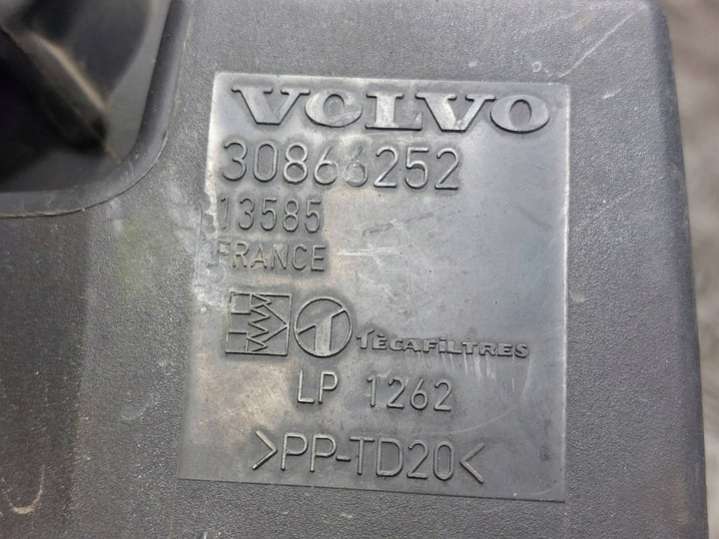 VOLVO
30866252
13585
FRANCE
TECAFILTRES
LP 1262
>PP-TD20<